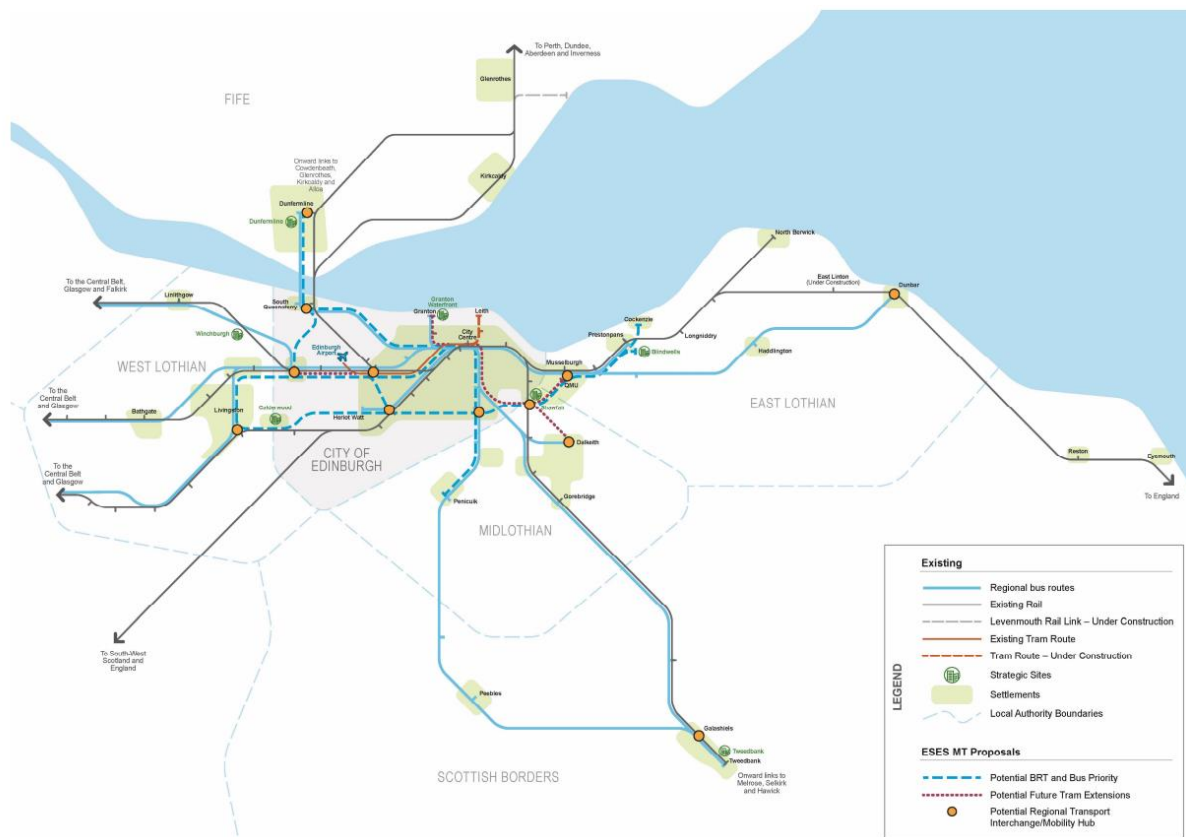 To Perth, Dundee,
Aberdeen and Inverness
Glenrothes
FIFE
Onward links to
Cowdenbeath,
Glenrothes,
Kirkcaldy and
Alloa
Kirkcaldy
Dunfermline
Dunfermline
North Berwick
To the Central Belt,
Glasgow and Falkirk
Linlithgow
South
Queensferry
East Linton
(Under Construction)
Dunbar
Granton
Waterfront
Granton
Leith
Cockenzie
Winchburgh
City
Centre
Prestonpans
Longniddry
Edinburgh
Airport
Blindwells
Haddington
Musselburgh
WEST LOTHIAN
QMU
EAST LOTHIAN
To the
Central Belt
and Glasgow
Bathgate
Livingston
Heriot Watt
Dalkeith
CITY OF
EDINBURGH
Reston
To the
Central Belt
and Glasgow
To England
Penicuik
Gorebridge
MIDLOTHIAN
To South-West
Scotland and
England
Peebles
Galashiels
Tweedbank
Tweedbank
SCOTTISH BORDERS
Onward links to
Melrose, Selkirk
and Hawick
LEGEND
Existing
Regional bus routes
Existing Rail
Levenmouth Rail Link – Under Construction
Existing Tram Route
Tram Route – Under Construction
Strategic Sites
Settlements
Local Authority Boundaries
ESES MT Proposals
Potential BRT and Bus Priority
Potential Future Tram Extensions
Potential Regional Transport
Interchange/Mobility Hub